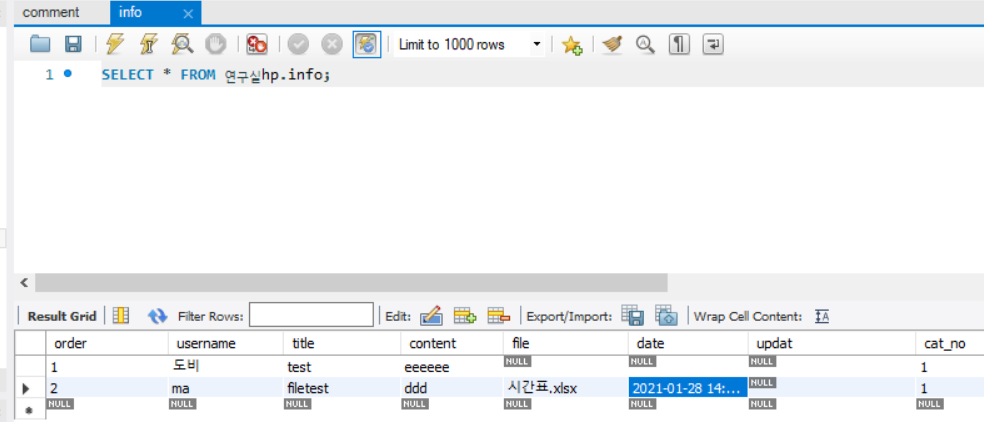 comment info
Limit to 1000 rows
1 SELECT * FROM 연구실hp.info;
Result Grid Filter Rows: Edit: Export/Import: Wrap Cell Content:
order username title content file date updat cat_no
1 도비 test eeeeee NULL NULL NULL 1
2 ma filetest ddd 시간표.xlsx 2021-01-28 14:... NULL 1
NULL NULL NULL NULL NULL NULL NULL NULL